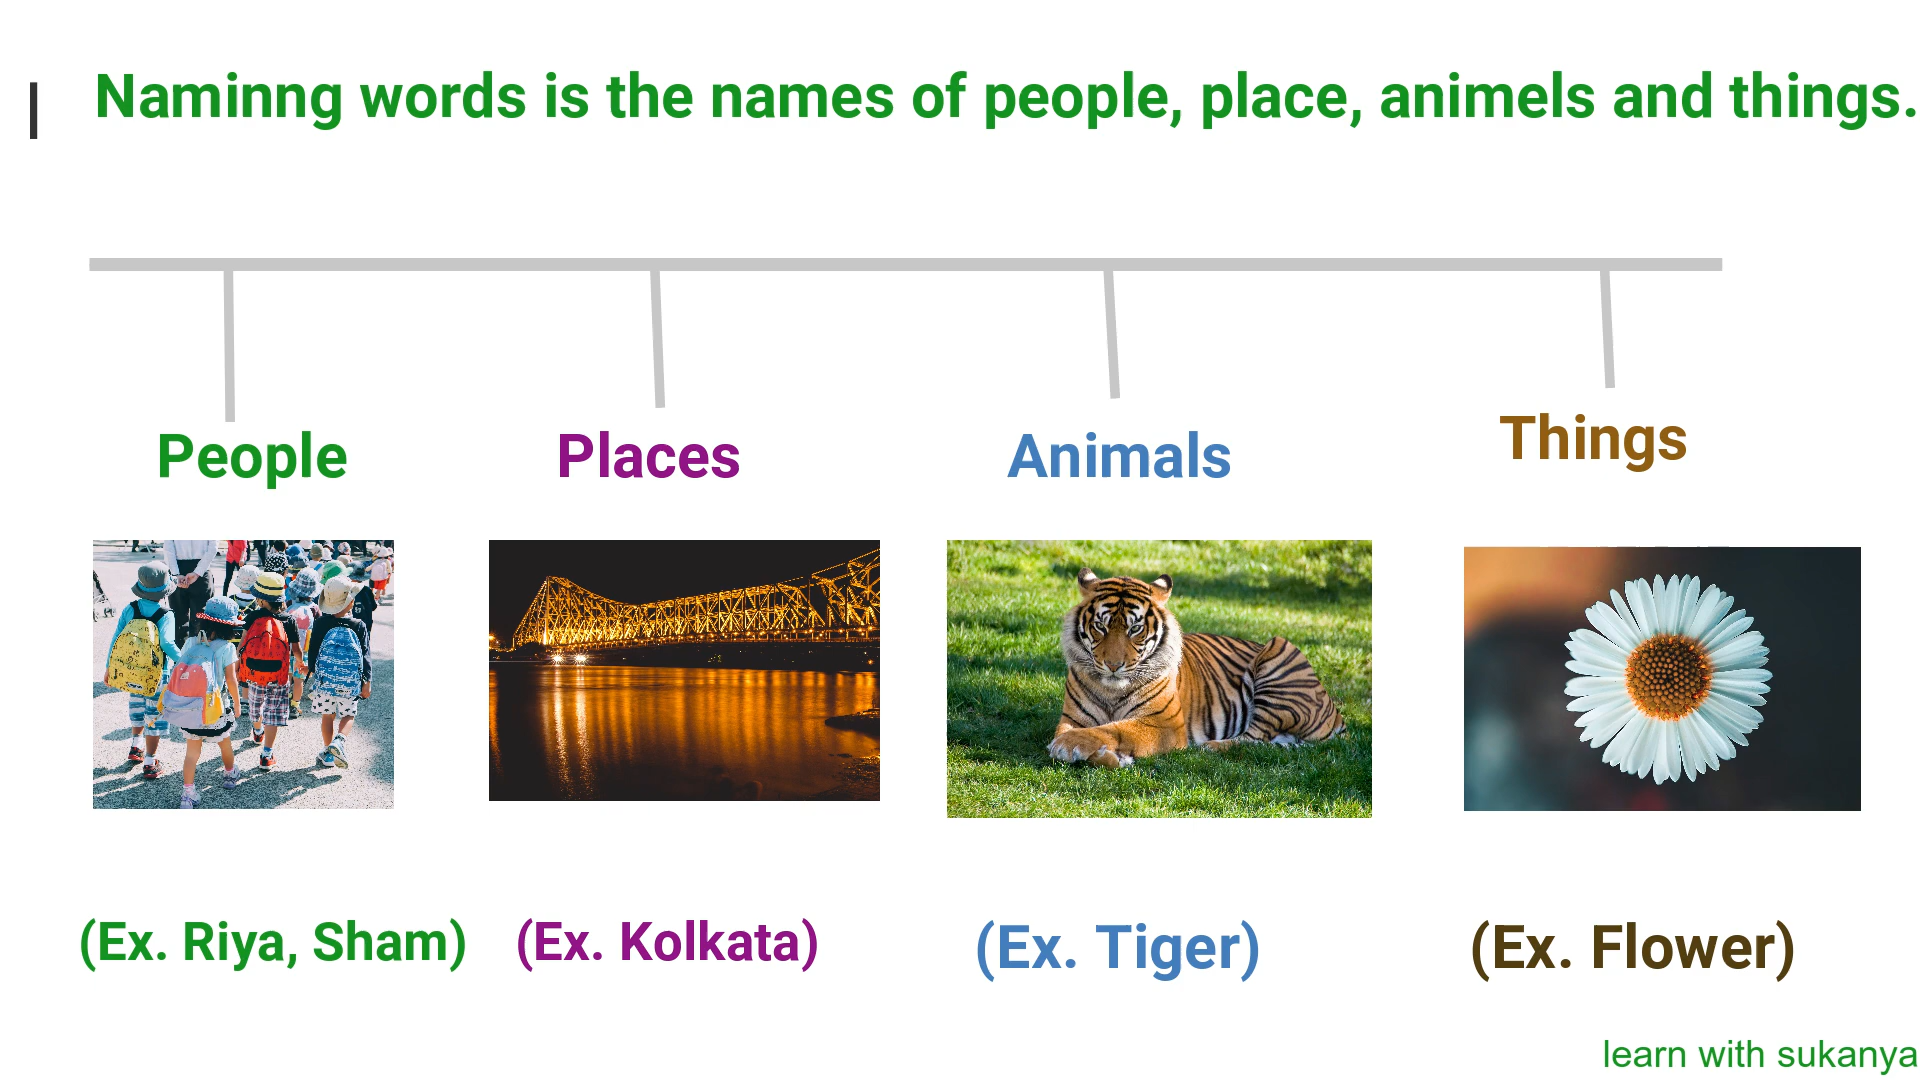 Naminng words is the names of people, place, animels and things.
People
Places
Animals
Things
(Ex. Riya, Sham)
(Ex. Kolkata)
(Ex. Tiger)
(Ex. Flower)
learn with sukanya